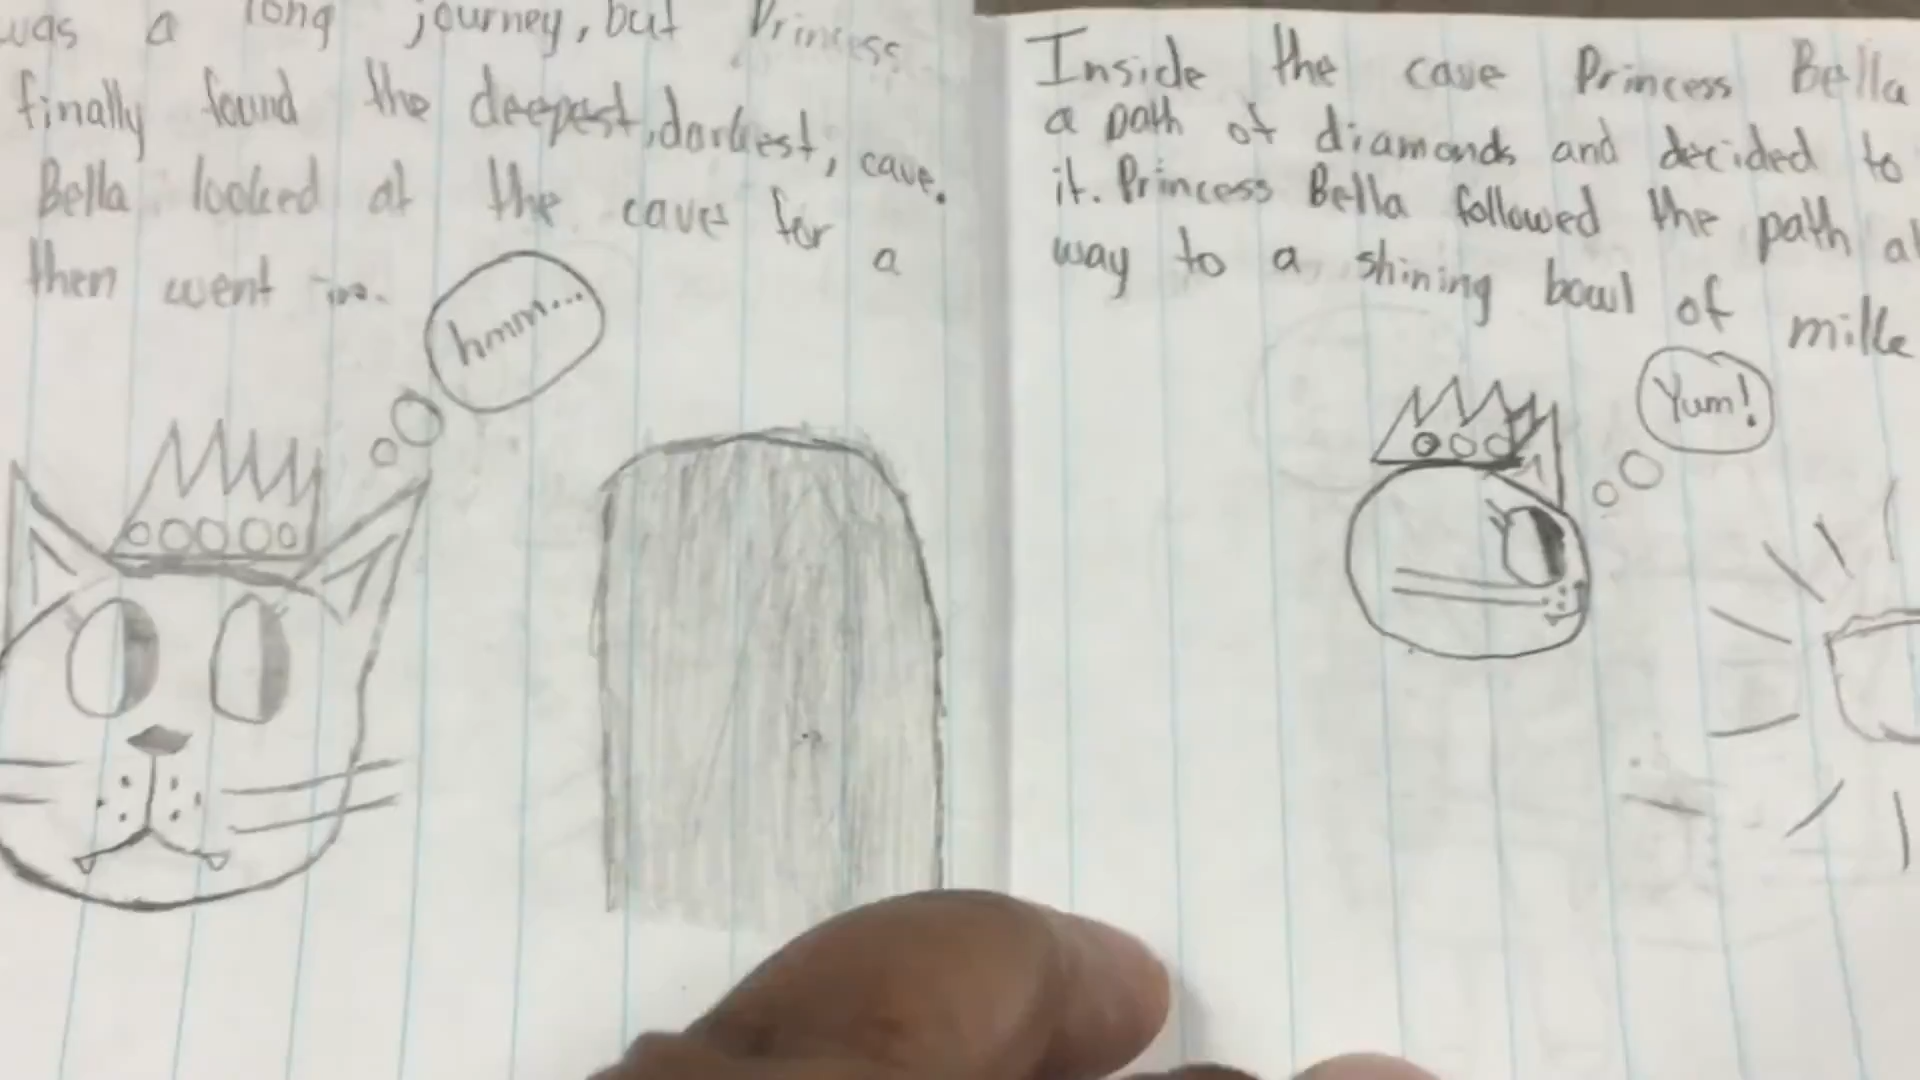 was a long journey, but Princess
finally found the deepest, darkest, cave.
Bella looked at the cave for a
then went in.
hmm...
Inside the cave Princess Bella
a path of diamonds and decided to
it. Princess Bella followed the path al
way to a shining bowl of milk
Yum!